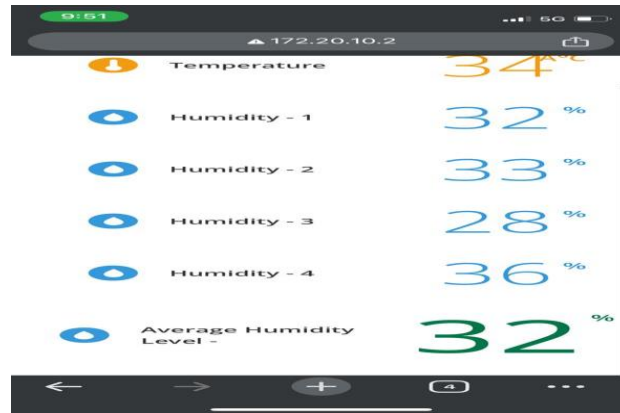 9:51
5G
172.20.10.2
Temperature 34 Â°C
Humidity - 1 32 %
Humidity - 2 33 %
Humidity - 3 28 %
Humidity - 4 36 %
Average Humidity
Level - 32 %
4